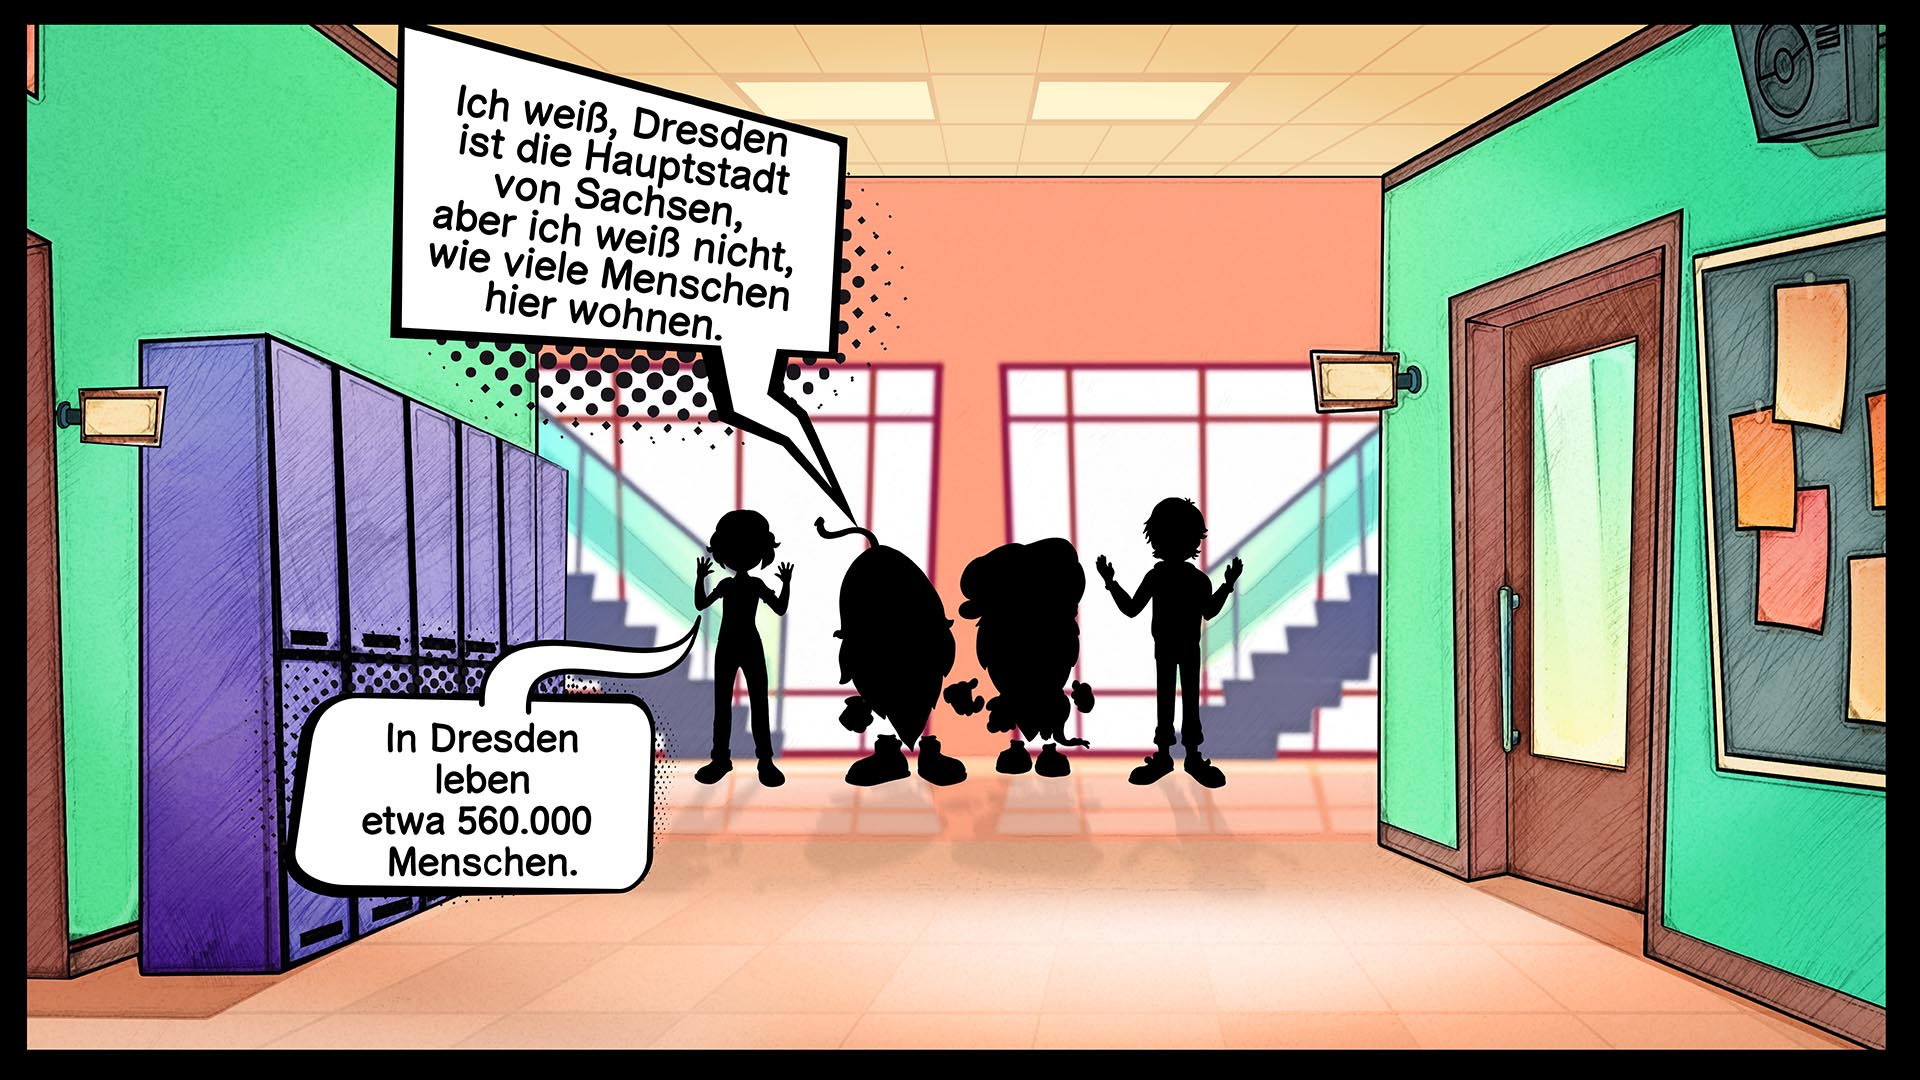 Ich weiß, Dresden
ist die Hauptstadt
von Sachsen,
aber ich weiß nicht,
wie viele Menschen
hier wohnen.
In Dresden
leben
etwa 560.000
Menschen.